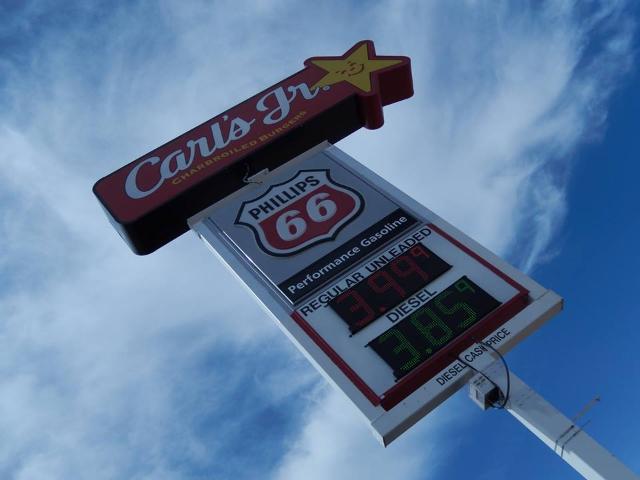 Carl's Jr.
CHARBROILED BURGERS
PHILLIPS
66
Performance Gasoline
REGULAR UNLEADED
3.99⁹
DIESEL
3.85⁹
DIESEL CASH PRICE